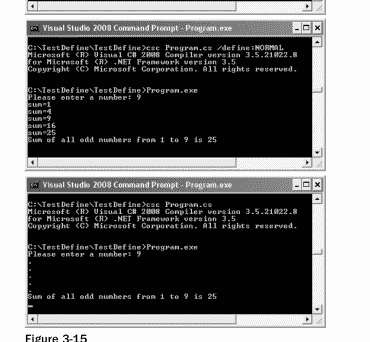 Visual Studio 2008 Command Prompt - Program.exe
C:\TestDefine\TestDefine>csc Program.cs /define:NORMAL
Microsoft (R) Visual C# 2008 Compiler version 3.5.21022.8
for Microsoft (R) .NET Framework version 3.5
Copyright (C) Microsoft Corporation. All rights reserved.
C:\TestDefine\TestDefine>Program.exe
Please enter a number: 9
sum=1
sum=4
sum=9
sum=16
sum=25
Sum of all odd numbers from 1 to 9 is 25
Visual Studio 2008 Command Prompt - Program.exe
C:\TestDefine\TestDefine>csc Program.cs
Microsoft (R) Visual C# 2008 Compiler version 3.5.21022.8
for Microsoft (R) .NET Framework version 3.5
Copyright (C) Microsoft Corporation. All rights reserved.
C:\TestDefine\TestDefine>Program.exe
Please enter a number: 9
.
.
.
.
.
Sum of all odd numbers from 1 to 9 is 25
Figure 3-15